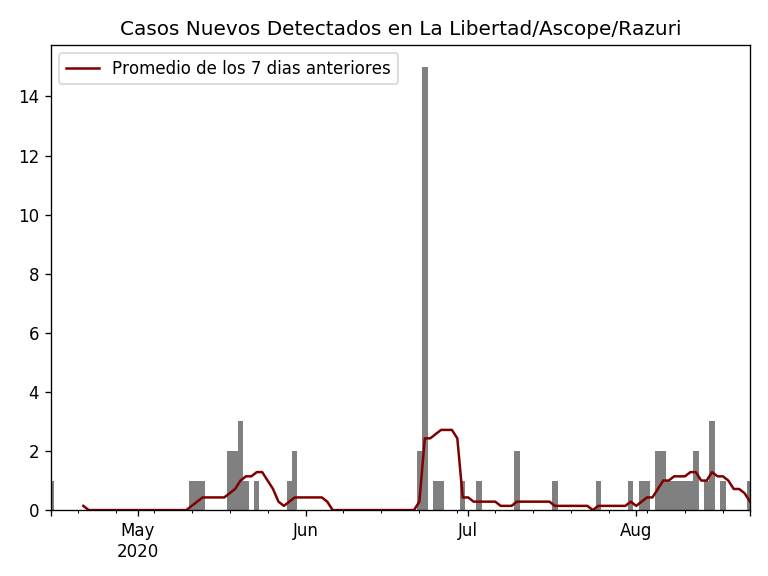 Casos Nuevos Detectados en La Libertad/Ascope/Razuri
Promedio de los 7 dias anteriores
14
12
10
8
6
4
2
0
May
2020
Jun
Jul
Aug